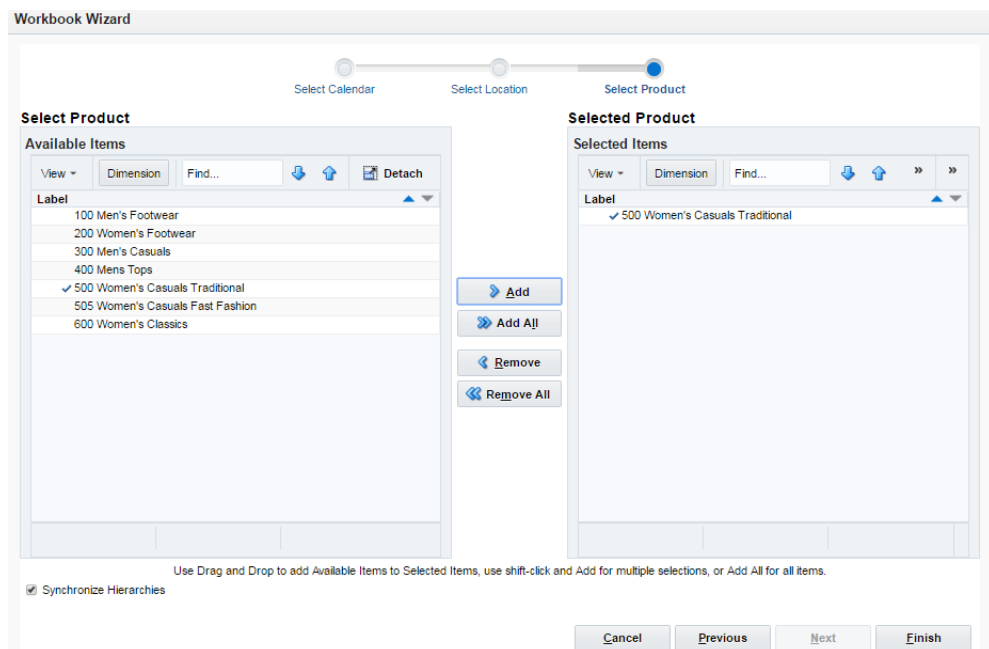 Workbook Wizard
Select Calendar Select Location Select Product
Select Product
Available Items
View Dimension Find... Detach
Label
100 Men's Footwear
200 Women's Footwear
300 Men's Casuals
400 Mens Tops
500 Women's Casuals Traditional
505 Women's Casuals Fast Fashion
600 Women's Classics
Add
Add All
Remove
Remove All
Selected Product
Selected Items
View Dimension Find... » »
Label
500 Women's Casuals Traditional
Use Drag and Drop to add Available Items to Selected Items, use shift-click and Add for multiple selections, or Add All for all items.
Synchronize Hierarchies
Cancel Previous Next Finish